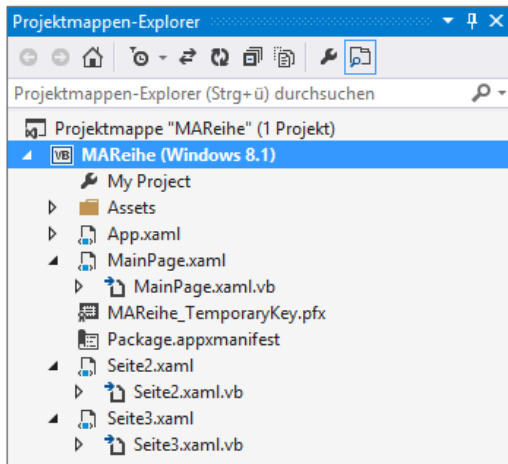 Projektmappen-Explorer
Projektmappen-Explorer (Strg+ü) durchsuchen
Projektmappe "MAReihe" (1 Projekt)
VB MAReihe (Windows 8.1)
My Project
Assets
App.xaml
MainPage.xaml
MainPage.xaml.vb
MAReihe_TemporaryKey.pfx
Package.appxmanifest
Seite2.xaml
Seite2.xaml.vb
Seite3.xaml
Seite3.xaml.vb